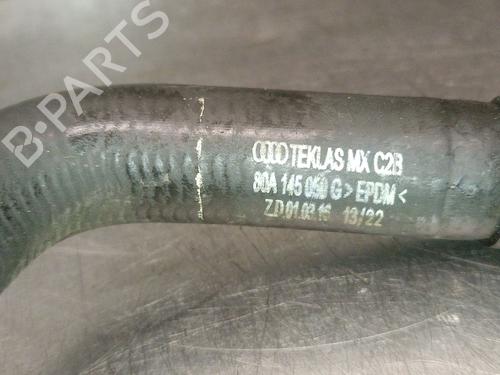 B-PARTS
TEKLAS MX C2B
80A 145 050 G > EPDM <
Z.D.01.03.16 13/22